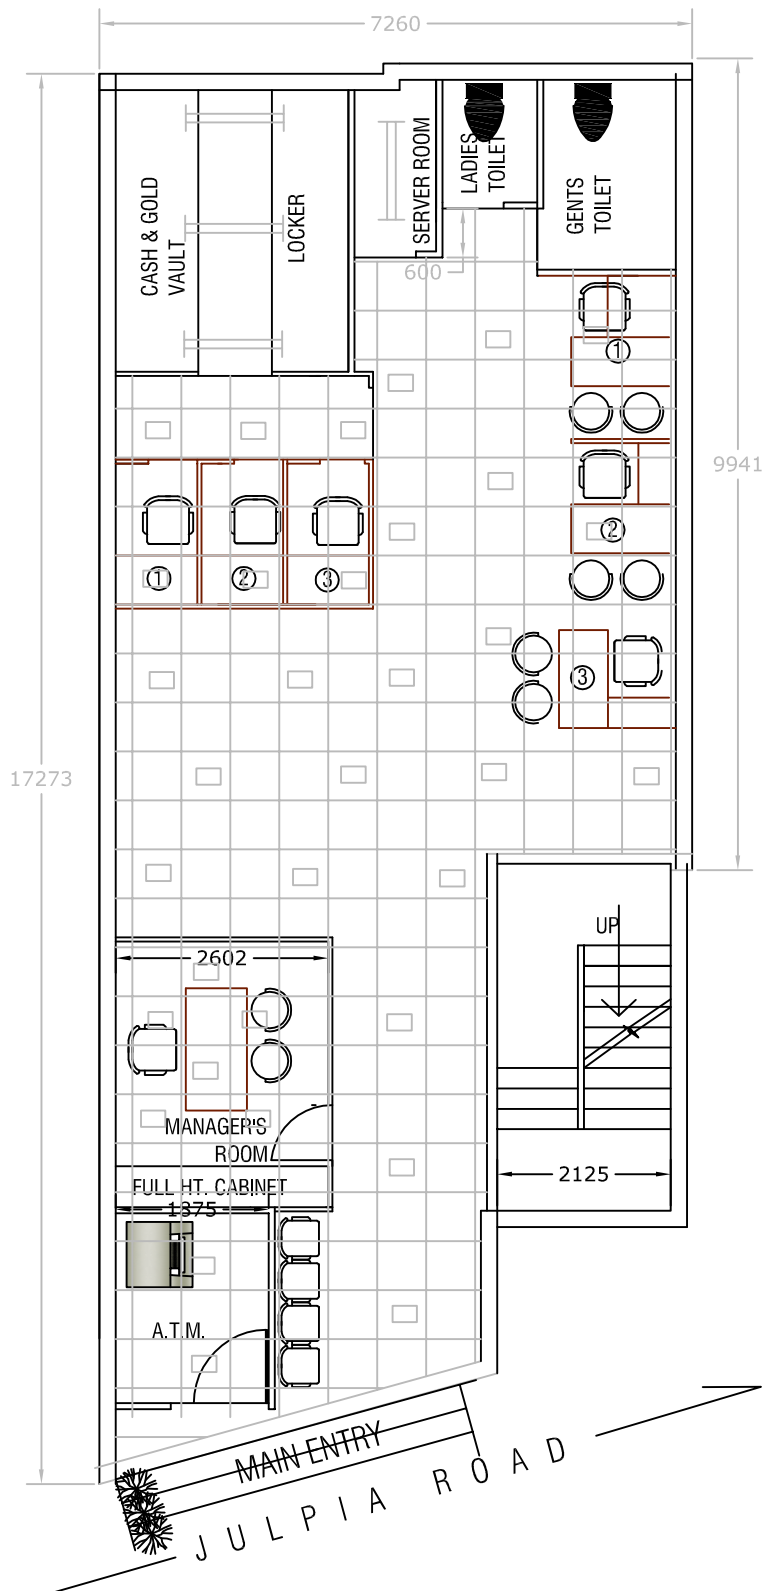 7260
CASH & GOLD
VAULT
LOCKER
SERVER ROOM
LADIES
TOILET
GENTS
TOILET
600
1
9941
2
1
2
3
3
17273
UP
2602
MANAGER'S
ROOM
FULL HT. CABINET
1875
2125
A.T.M.
MAIN ENTRY
JULPIA ROAD